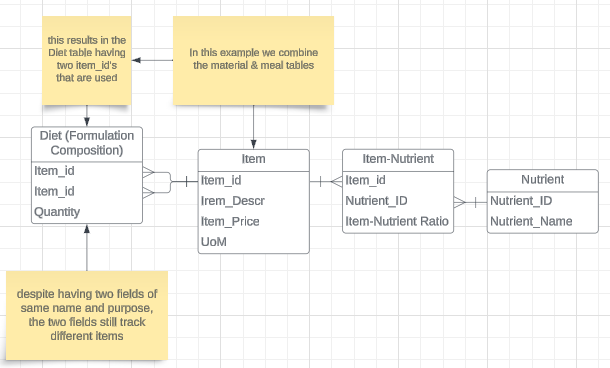 this results in the
Diet table having
two item_id's
that are used
In this example we combine
the material & meal tables
Diet (Formulation
Composition)
Item_id
Item_id
Quantity
Item
Item_id
Irem_Descr
Item_Price
UoM
Item-Nutrient
Item_id
Nutrient_ID
Item-Nutrient Ratio
Nutrient
Nutrient_ID
Nutrient_Name
despite having two fields of
same name and purpose,
the two fields still track
different items